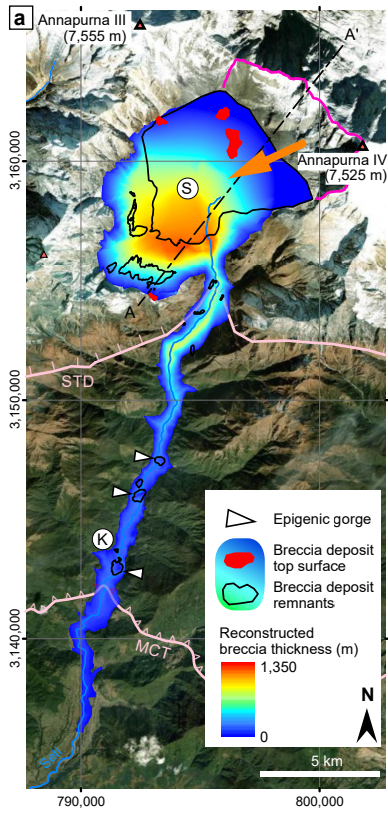 a
Annapurna III
(7,555 m)
A'
Annapurna IV
(7,525 m)
3,160,000
S
A
STD
3,150,000
K
MCT
3,140,000
Seti
Epigenic gorge
Breccia deposit
top surface
Breccia deposit
remnants
Reconstructed
breccia thickness (m)
1,350
0
N
5 km
790,000
800,000